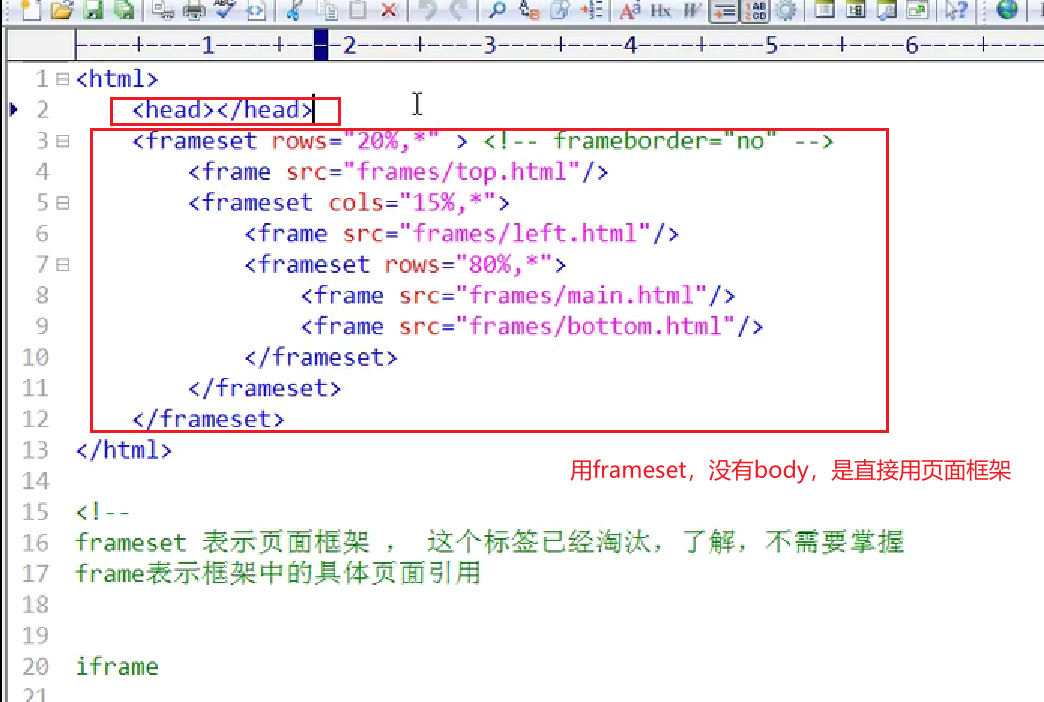 ----+----1----+----2----+----3----+----4----+----5----+----6----+----
1 <html>
2     <head></head>
3     <frameset rows="20%,*" > <!-- frameborder="no" -->
4         <frame src="frames/top.html"/>
5         <frameset cols="15%,*">
6             <frame src="frames/left.html"/>
7             <frameset rows="80%,*">
8                 <frame src="frames/main.html"/>
9                 <frame src="frames/bottom.html"/>
10             </frameset>
11         </frameset>
12     </frameset>
13 </html>
用frameset，没有body，是直接用页面框架
14
15 <!--
16 frameset 表示页面框架 ， 这个标签已经淘汰，了解，不需要掌握
17 frame表示框架中的具体页面引用
18
19
20 iframe
21